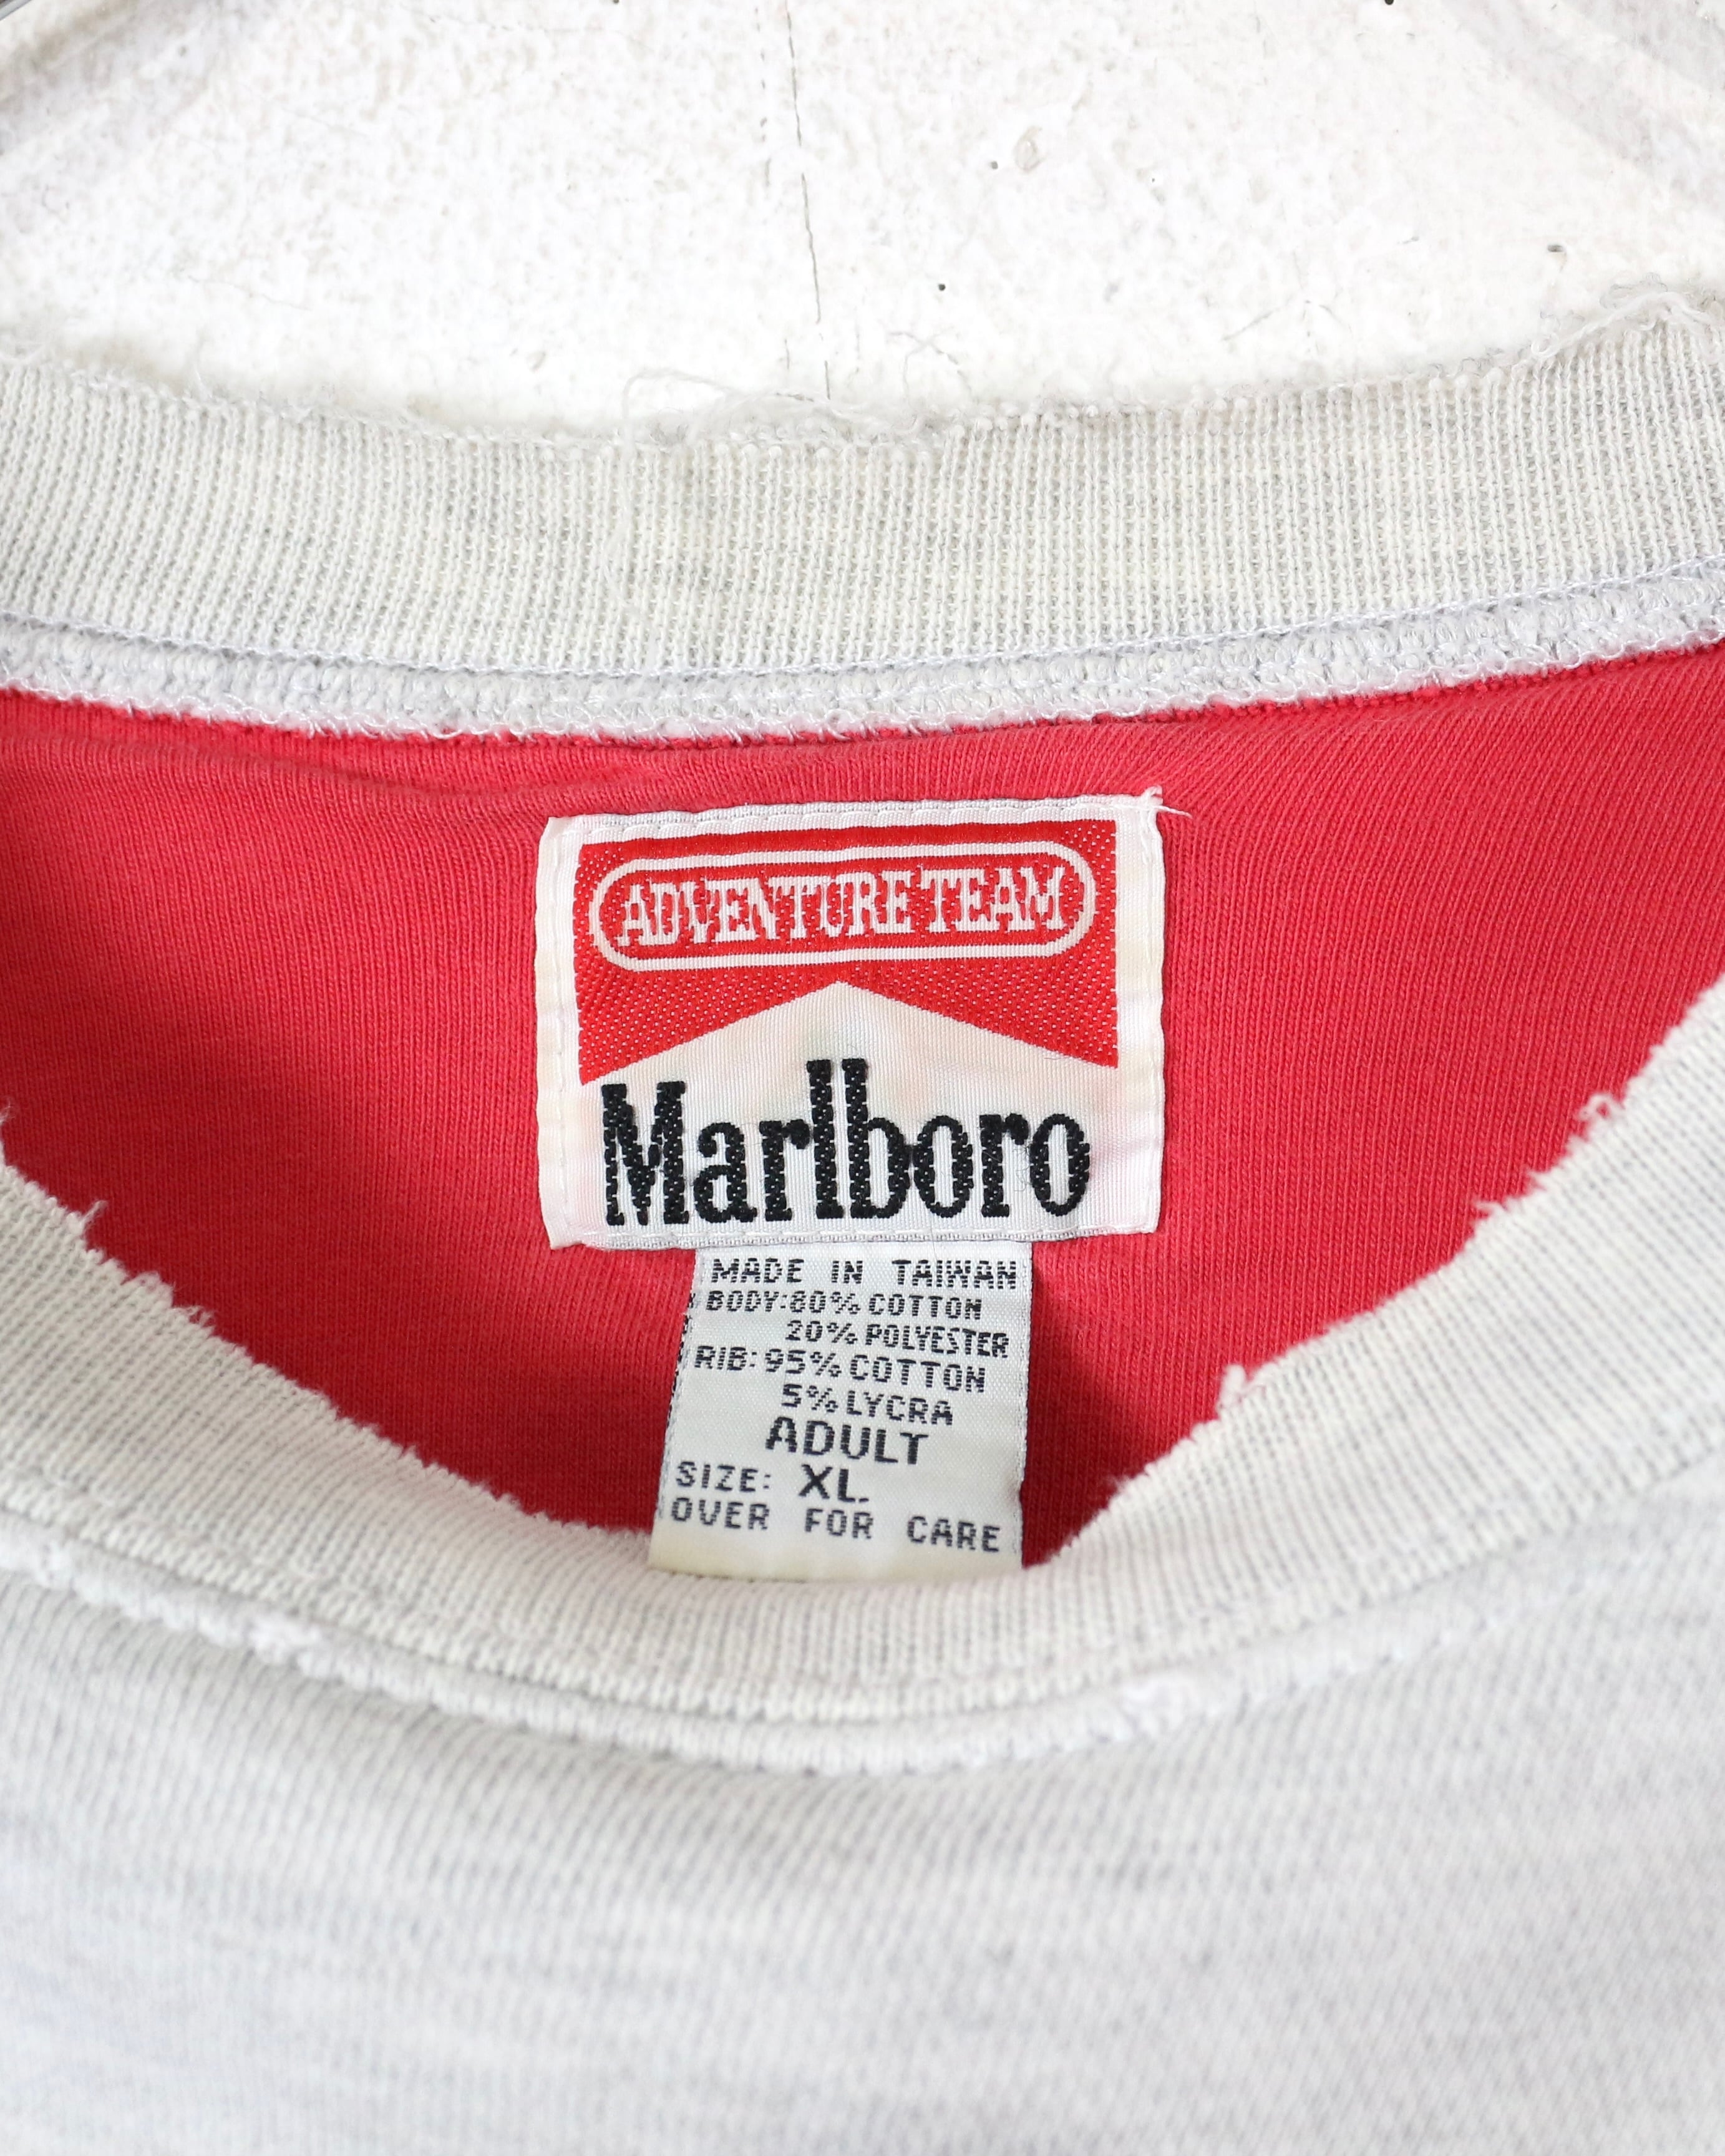 ADVENTURE TEAM
Marlboro
MADE IN TAIWAN
BODY: 80% COTTON
20% POLYESTER
RIB: 95% COTTON
5% LYCRA
ADULT
SIZE: XL.
OVER FOR CARE